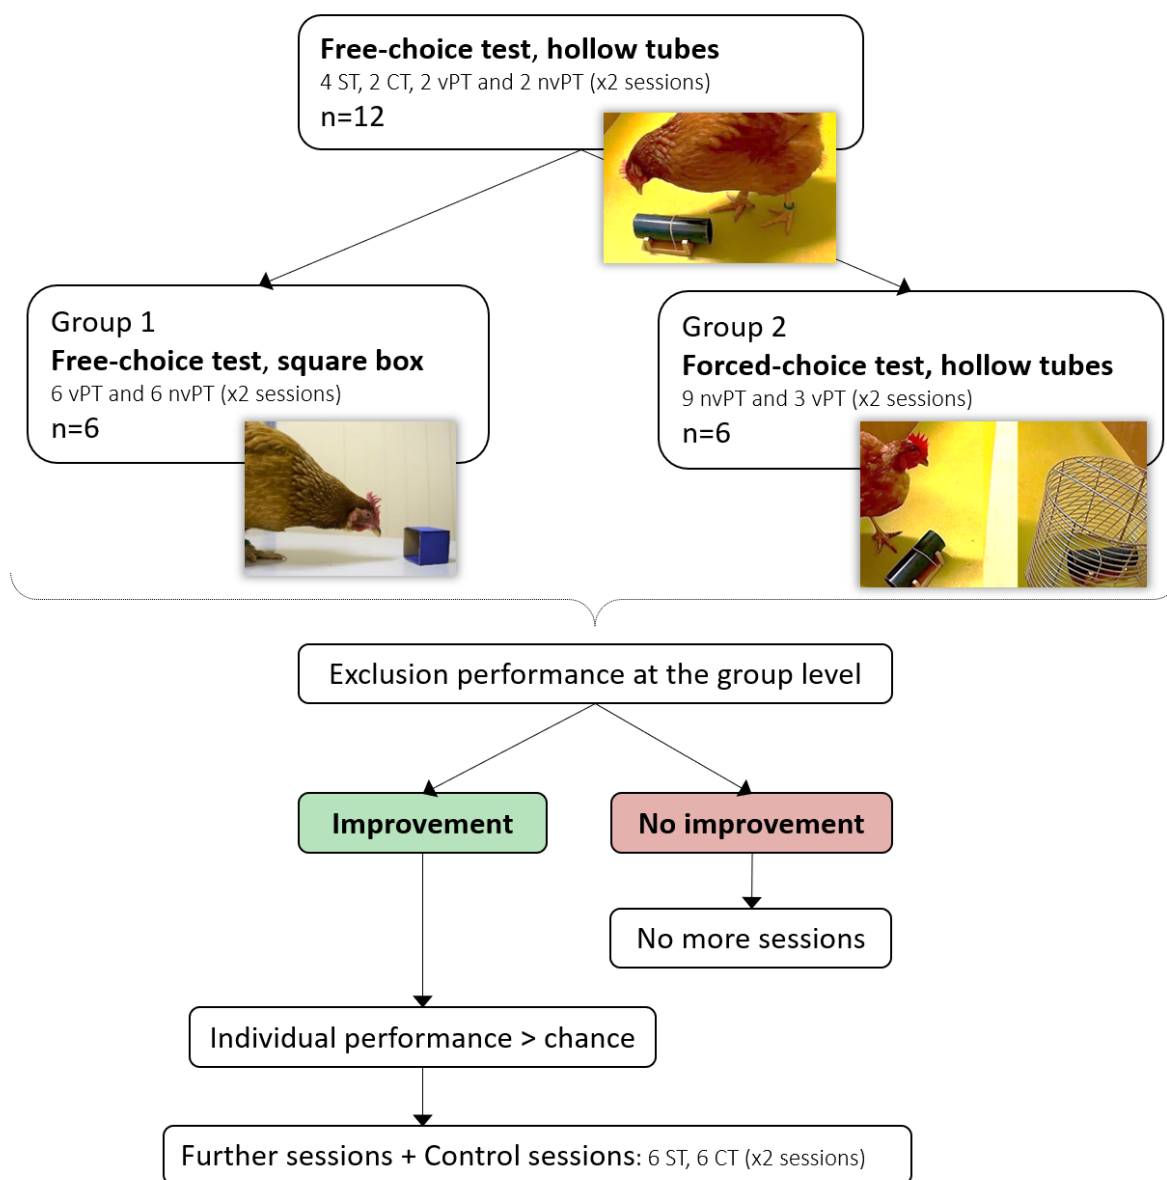 Free-choice test, hollow tubes
4 ST, 2 CT, 2 vPT and 2 nvPT (x2 sessions)
n=12
Group 1
Free-choice test, square box
6 vPT and 6 nvPT (x2 sessions)
n=6
Group 2
Forced-choice test, hollow tubes
9 nvPT and 3 vPT (x2 sessions)
n=6
Exclusion performance at the group level
Improvement
No improvement
No more sessions
Individual performance > chance
Further sessions + Control sessions: 6 ST, 6 CT (x2 sessions)